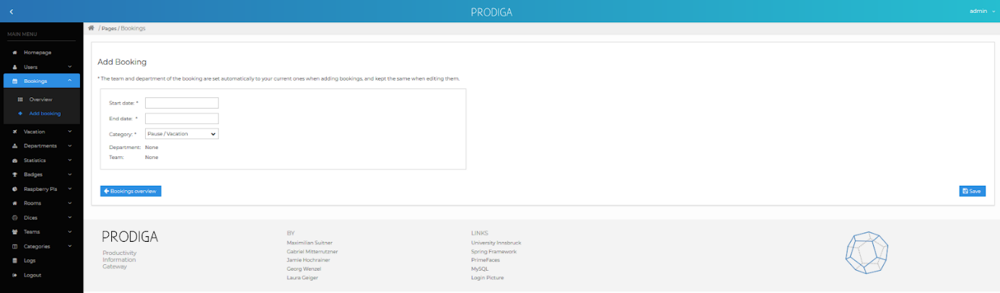 PRODIGA
admin
MAIN MENU
Homepage
Users
Bookings
Overview
Add booking
Vacation
Departments
Statistics
Badges
Raspberry Pis
Rooms
Dices
Teams
Categories
Logs
Logout
/ Pages / Bookings
Add Booking
* The team and department of the booking are set automatically to your current ones when adding bookings, and kept the same when editing them.
Start date: *
End date: *
Category: * Pause / Vacation
Department: None
Team: None
Bookings overview
Save
PRODIGA
Productivity
Information
Gateway
BY
Maximilian Suitner
Gabriel Mitterrutzner
Jamie Hochrainer
Georg Wenzel
Laura Geiger
LINKS
University Innsbruck
Spring Framework
PrimeFaces
MySQL
Login Picture